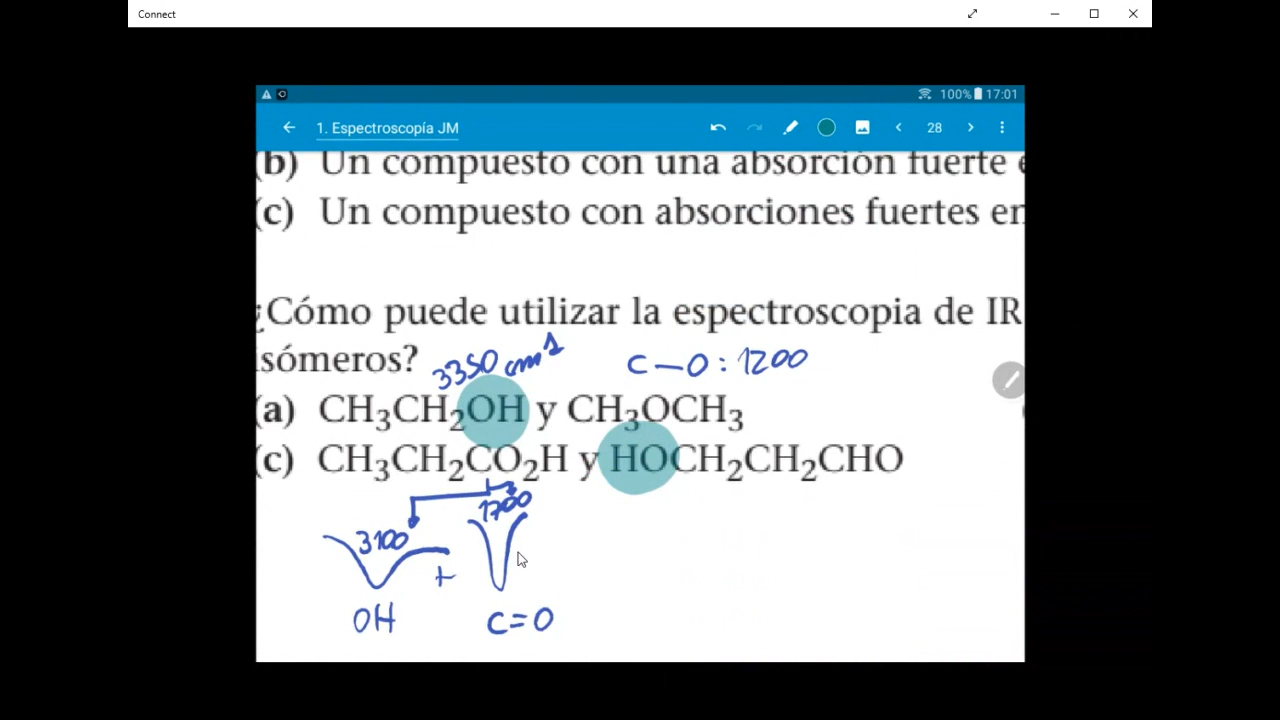 Connect
100% 17:01
1. Espectroscopía JM
28
(b) Un compuesto con una absorción fuerte
(c) Un compuesto con absorciones fuertes en
¿Cómo puede utilizar la espectroscopia de IR
isómeros?
3350 cm-1
C—O : 1200
(a) CH3CH2OH y CH3OCH3
(c) CH3CH2CO2H y HOCH2CH2CHO
1700
3100
+
OH
C=O